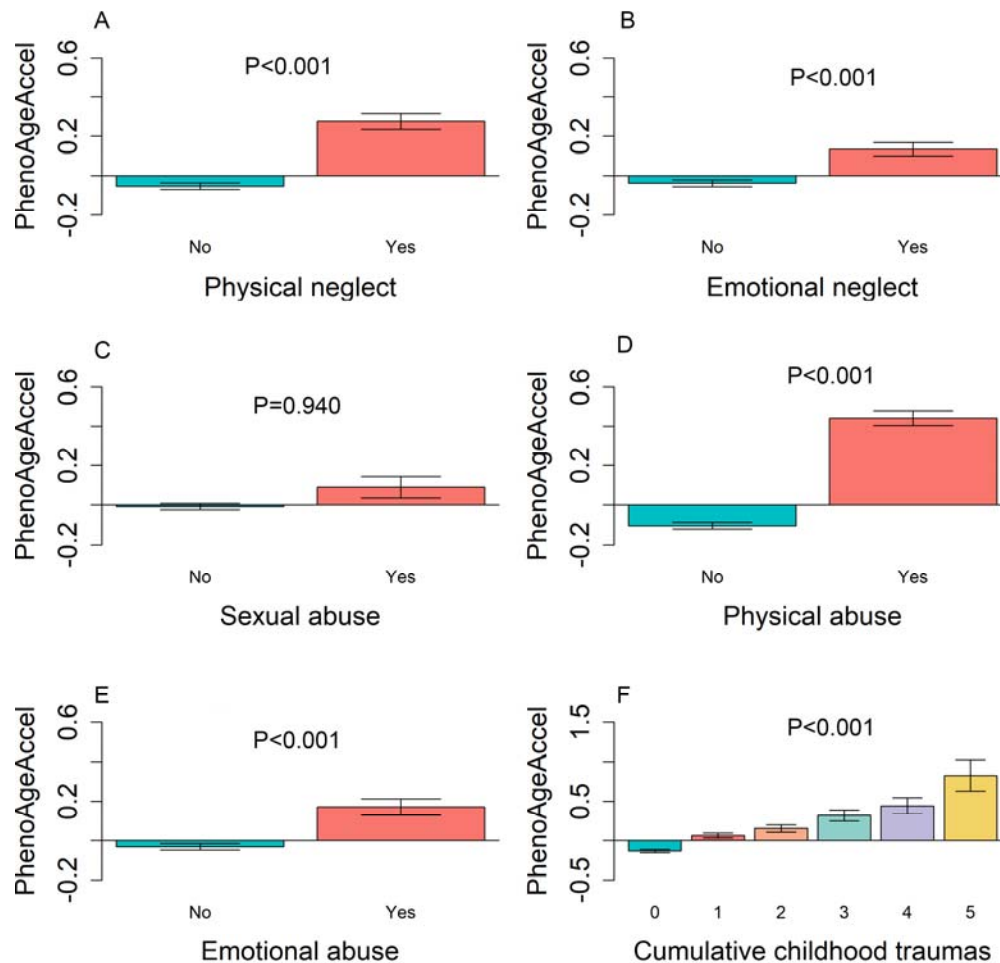 A
P<0.001
PhenoAgeAccel
0.6
0.2
-0.2
No
Yes
Physical neglect
B
P<0.001
PhenoAgeAccel
0.6
0.2
-0.2
No
Yes
Emotional neglect
C
P=0.940
PhenoAgeAccel
0.6
0.2
-0.2
No
Yes
Sexual abuse
D
P<0.001
PhenoAgeAccel
0.6
0.2
-0.2
No
Yes
Physical abuse
E
P<0.001
PhenoAgeAccel
0.6
0.2
-0.2
No
Yes
Emotional abuse
F
P<0.001
PhenoAgeAccel
1.5
0.5
-0.5
0 1 2 3 4 5
Cumulative childhood traumas